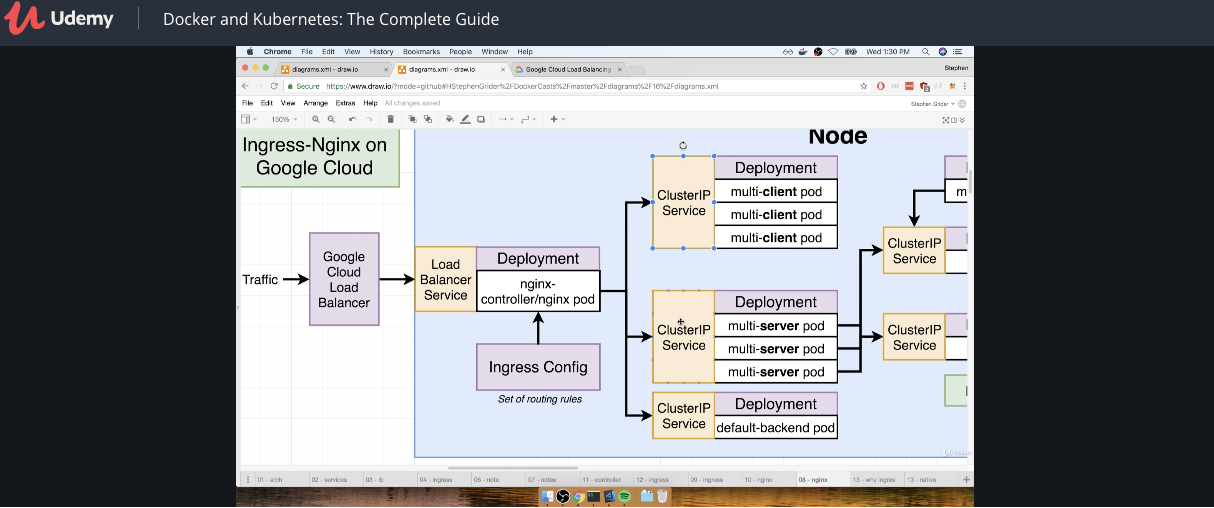 Udemy
Docker and Kubernetes: The Complete Guide
Chrome File Edit View History Bookmarks People Window Help
Wed 1:30 PM
diagrams.xml - draw.io
diagrams.xml - draw.io
Google Cloud Load Balancing
Stephen
Secure https://www.draw.io/?mode=github#HStephenGrider%2FDockerCasts%2Fmaster%2Fdiagrams%2F16%2Fdiagrams.xml
File Edit View Arrange Extras Help All changes saved
Stephen Grider
150%
Ingress-Nginx on
Google Cloud
Node
Traffic
Google
Cloud
Load
Balancer
Load
Balancer
Service
Deployment
nginx-
controller/nginx pod
Ingress Config
Set of routing rules
ClusterIP
Service
Deployment
multi-client pod
multi-client pod
multi-client pod
ClusterIP
Service
Deployment
multi-server pod
multi-server pod
multi-server pod
ClusterIP
Service
Deployment
default-backend pod
m
ClusterIP
Service
ClusterIP
Service
01 - arch
02 - services
03 - lb
04 - ingress
06 - note
07 - notes
11 - controller
12 - ingress
09 - ingress
10 - nginx
08 - nginx
13 - why ingres
13 - native